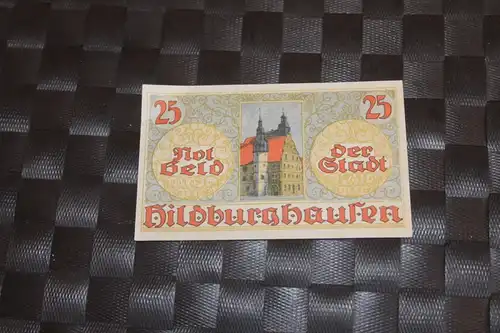 25 25
Not der
Geld Stadt
Hildburghausen